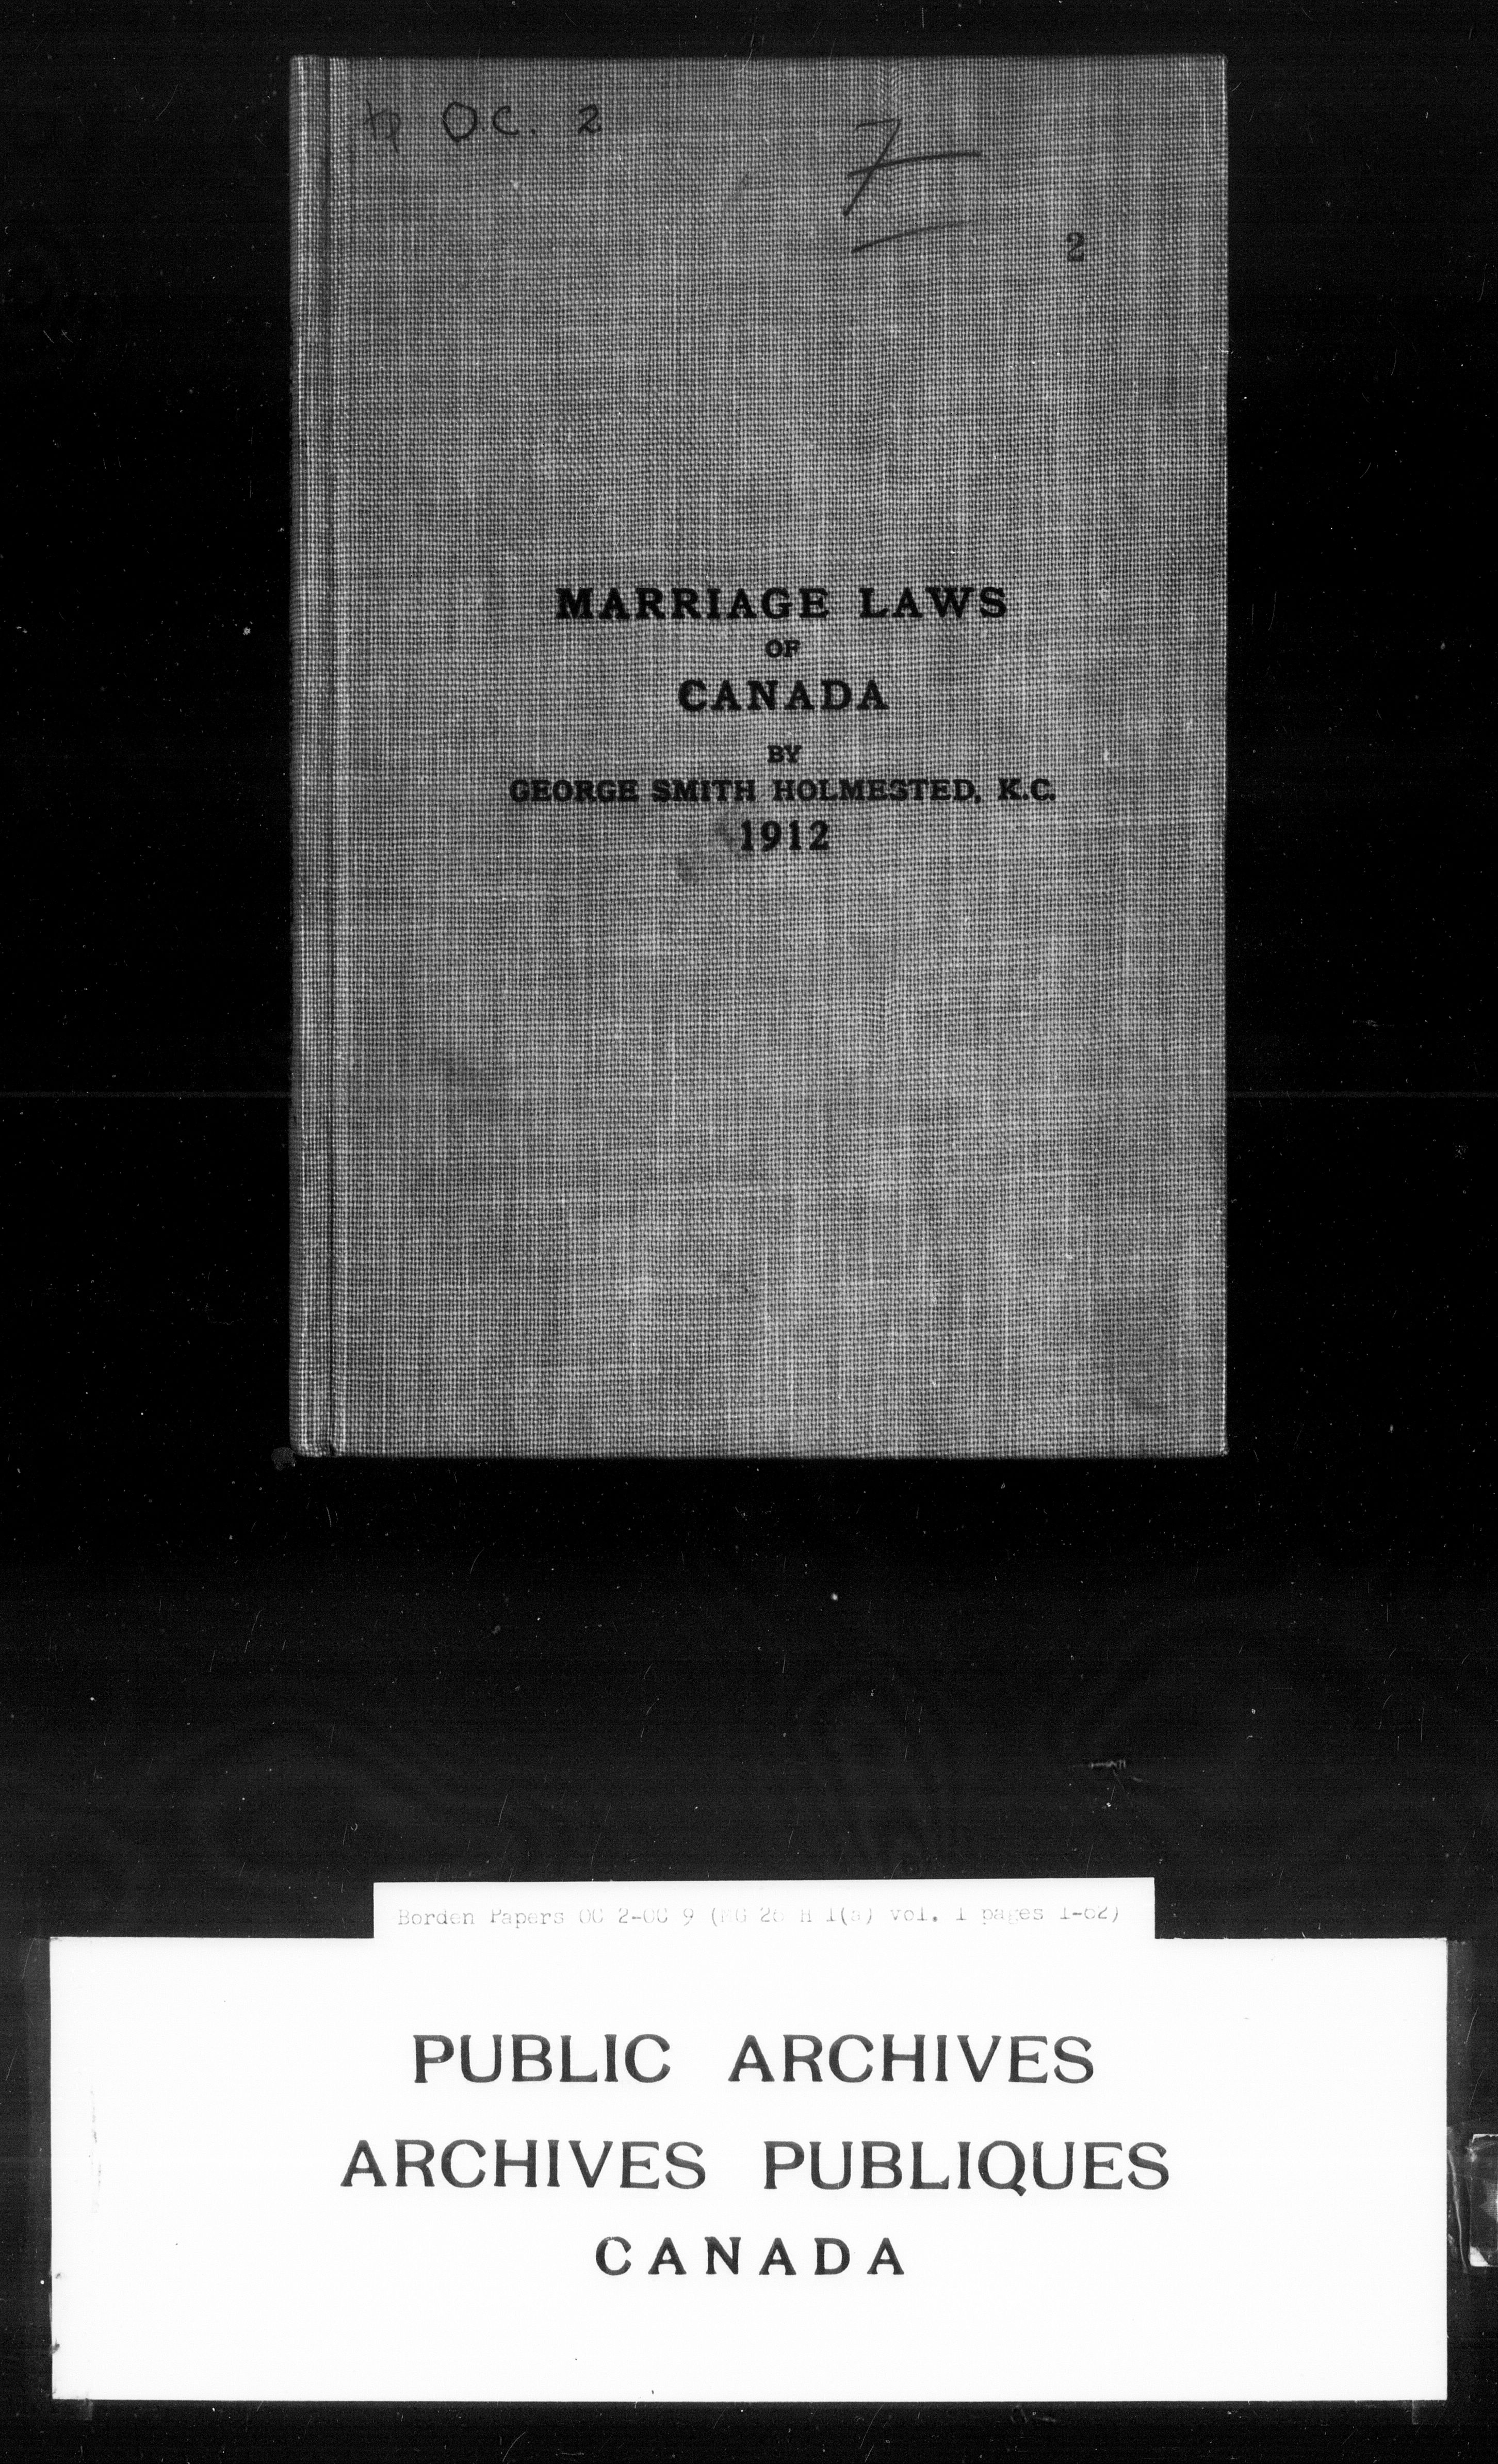 OC. 2
7
2
MARRIAGE LAWS
OF
CANADA
BY
GEORGE SMITH HOLMESTED, K.C.
1912
Borden Papers OC 2-OC 9 (MG 26 H 1(a) vol. 1 pages 1-62)
PUBLIC ARCHIVES
ARCHIVES PUBLIQUES
CANADA